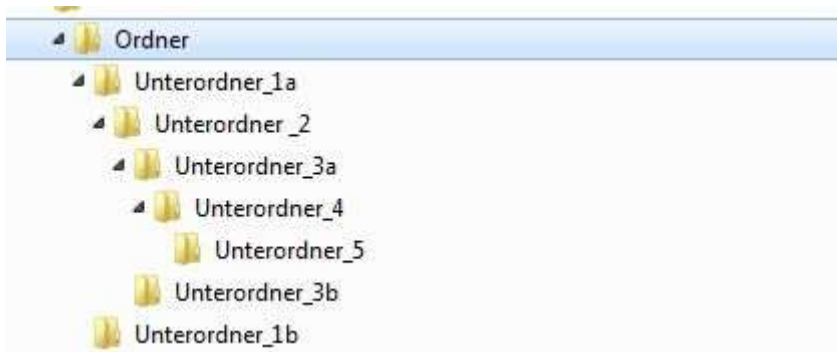 Ordner
Unterordner_1a
Unterordner _2
Unterordner_3a
Unterordner_4
Unterordner_5
Unterordner_3b
Unterordner_1b